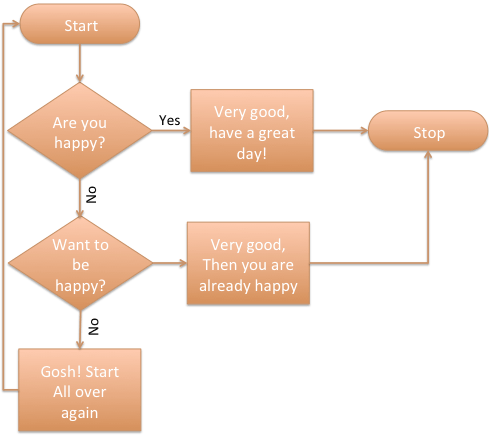 Start
Are you
happy?
Yes
Very good,
have a great
day!
Stop
No
Want to
be
happy?
Very good,
Then you are
already happy
No
Gosh! Start
All over
again